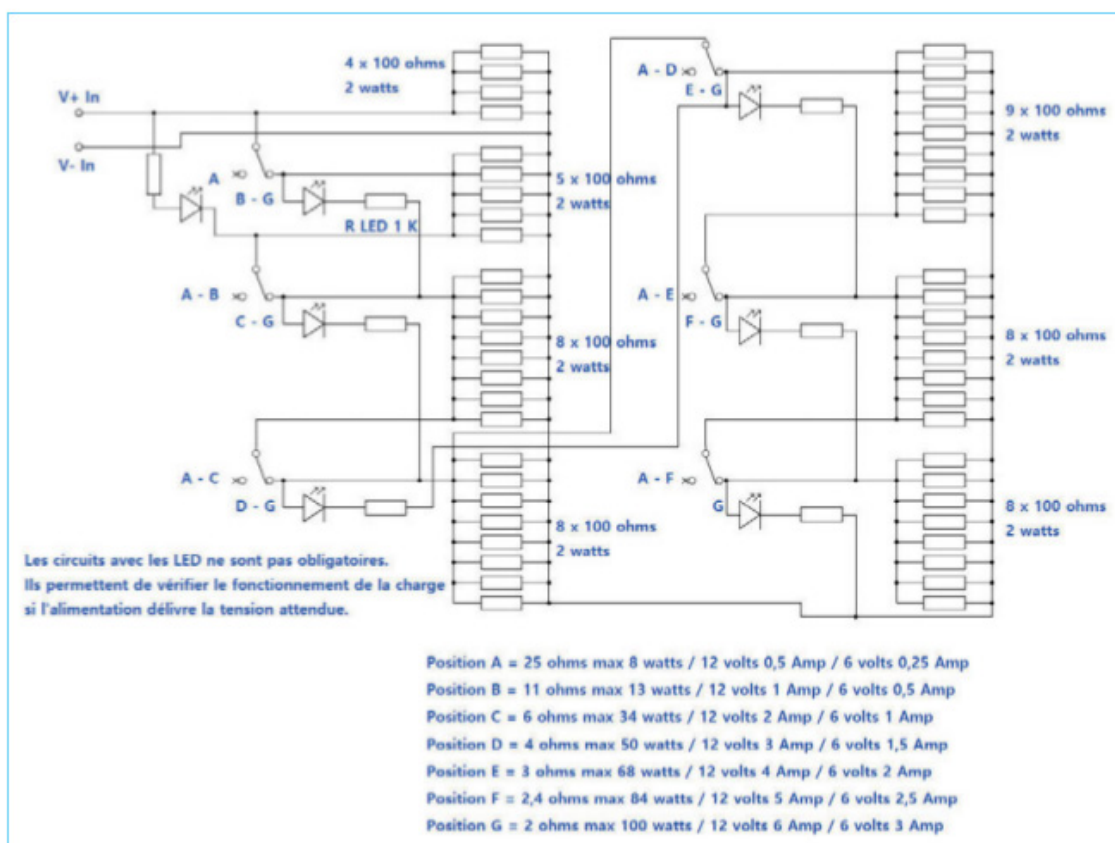 4 x 100 ohms
2 watts
V+ In
V- In
A
B - G
R LED 1 K
5 x 100 ohms
2 watts
A - B
C - G
8 x 100 ohms
2 watts
A - C
D - G
8 x 100 ohms
2 watts
A - D
E - G
9 x 100 ohms
2 watts
A - E
F - G
8 x 100 ohms
2 watts
A - F
G
8 x 100 ohms
2 watts
Les circuits avec les LED ne sont pas obligatoires.
Ils permettent de vérifier le fonctionnement de la charge
si l'alimentation délivre la tension attendue.
Position A = 25 ohms max 8 watts / 12 volts 0,5 Amp / 6 volts 0,25 Amp
Position B = 11 ohms max 13 watts / 12 volts 1 Amp / 6 volts 0,5 Amp
Position C = 6 ohms max 34 watts / 12 volts 2 Amp / 6 volts 1 Amp
Position D = 4 ohms max 50 watts / 12 volts 3 Amp / 6 volts 1,5 Amp
Position E = 3 ohms max 68 watts / 12 volts 4 Amp / 6 volts 2 Amp
Position F = 2,4 ohms max 84 watts / 12 volts 5 Amp / 6 volts 2,5 Amp
Position G = 2 ohms max 100 watts / 12 volts 6 Amp / 6 volts 3 Amp